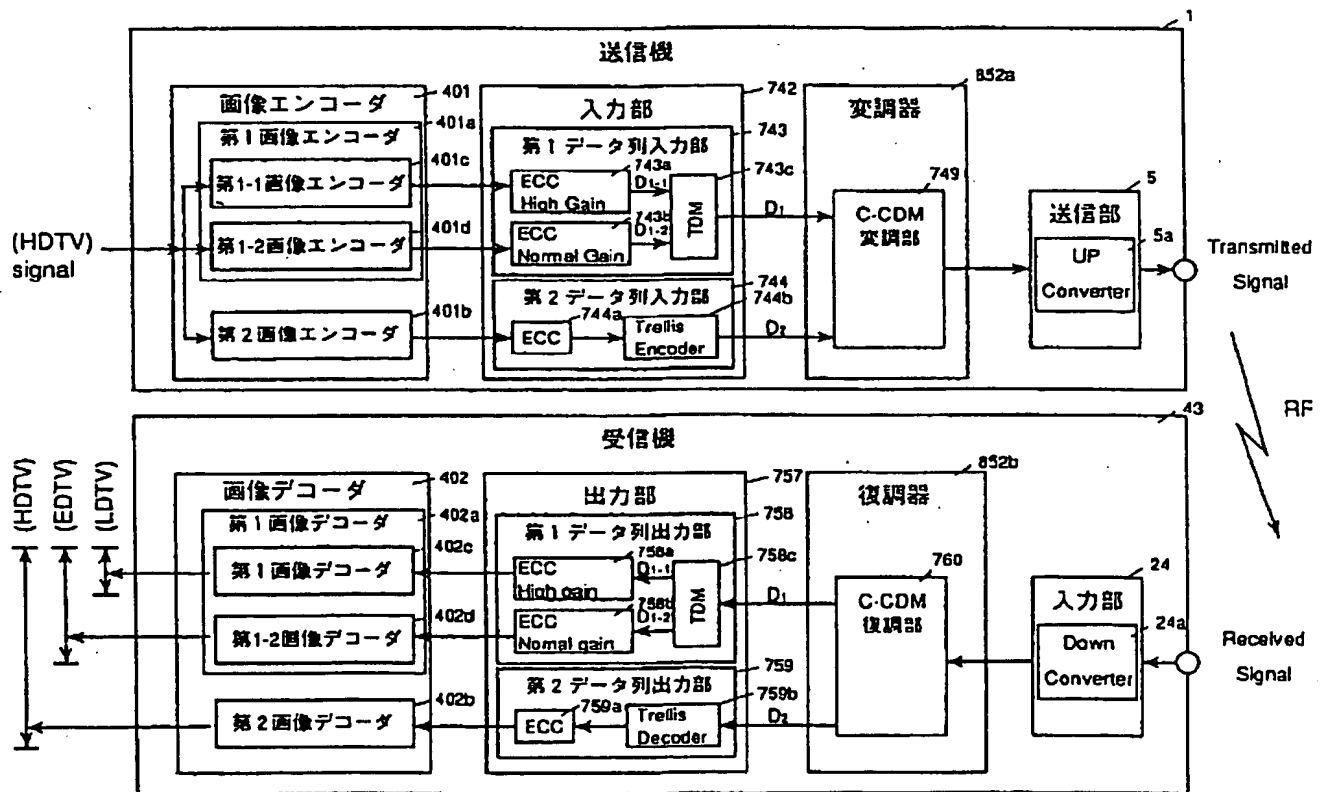 1
送信機
画像エンコーダ
401
第1画像エンコーダ
401a
401c
第1-1画像エンコーダ
401d
第1-2画像エンコーダ
401b
第2画像エンコーダ
(HDTV)
signal
入力部
742
743
第1データ列入力部
743a
ECC
High Gain
D1-1
743c
TDM
743b
ECC
Normal Gain
D1-2
D1
744
第2データ列入力部
744a
744b
ECC
Trellis
Encoder
D2
852a
変調器
749
C-CDM
変調部
5
送信部
5a
UP
Converter
Transmitted
Signal
RF
43
受信機
(HDTV)
(EDTV)
(LDTV)
画像デコーダ
402
第1画像デコーダ
402a
402c
第1画像デコーダ
402d
第1-2画像デコーダ
402b
第2画像デコーダ
出力部
757
758
第1データ列出力部
758a
ECC
High gain
D1-1
758c
TDM
758b
ECC
Nomal gain
D1-2
D1
759
第2データ列出力部
759a
759b
ECC
Trellis
Decoder
D2
852b
復調器
760
C-CDM
復調部
24
入力部
24a
Down
Converter
Received
Signal